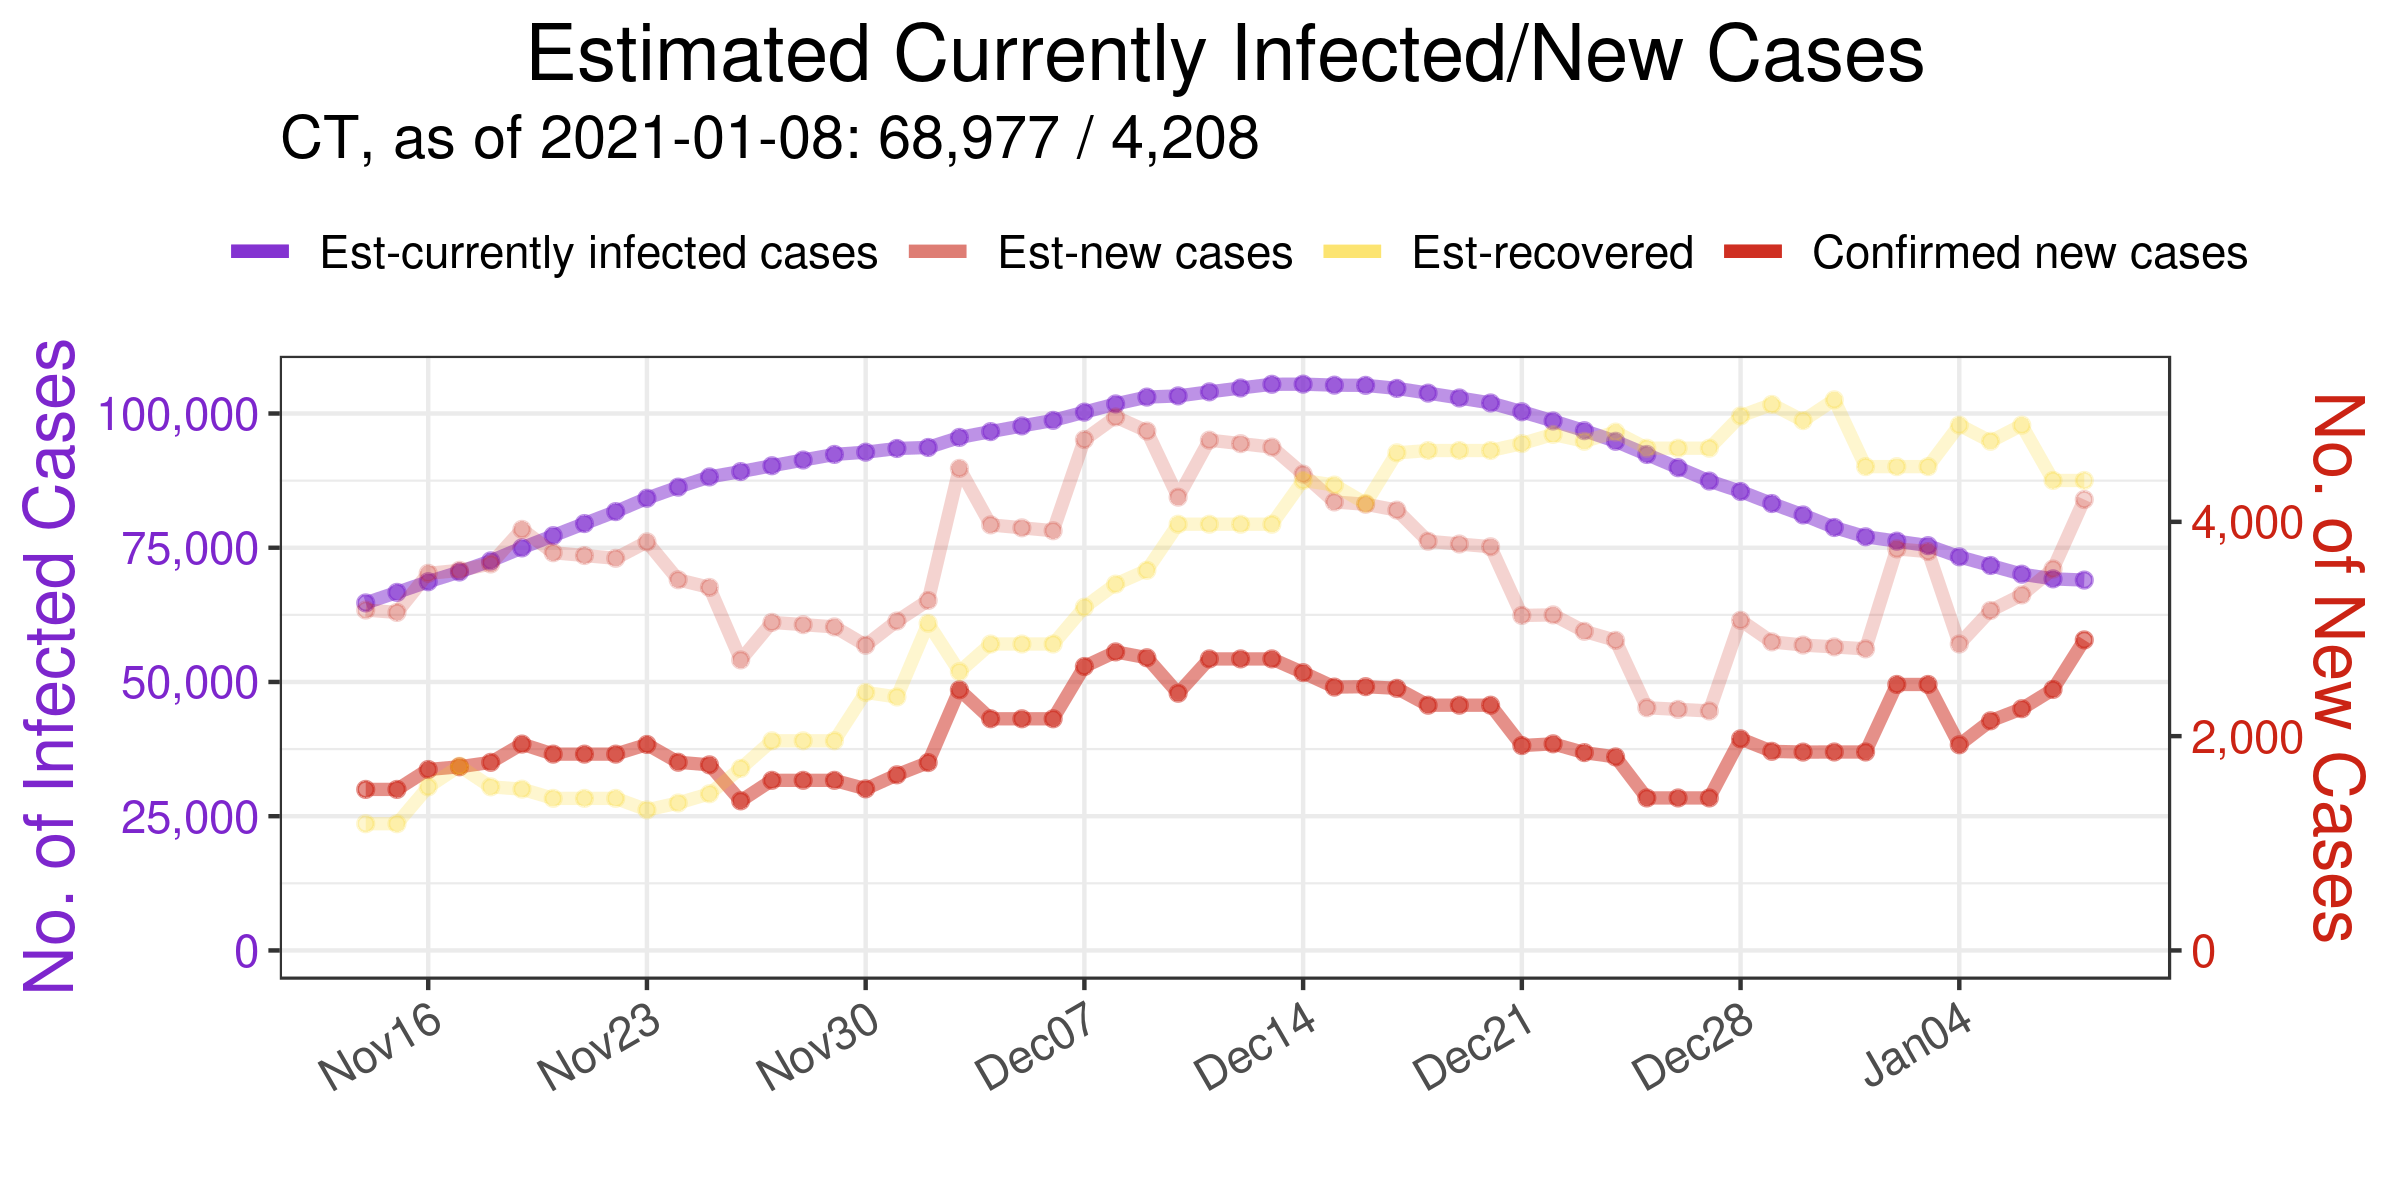 Estimated Currently Infected/New Cases
CT, as of 2021-01-08: 68,977 / 4,208
Est-currently infected cases Est-new cases Est-recovered Confirmed new cases
No. of Infected Cases
100,000
75,000
50,000
25,000
0
4,000
2,000
0
No. of New Cases
Nov16 Nov23 Nov30 Dec07 Dec14 Dec21 Dec28 Jan04